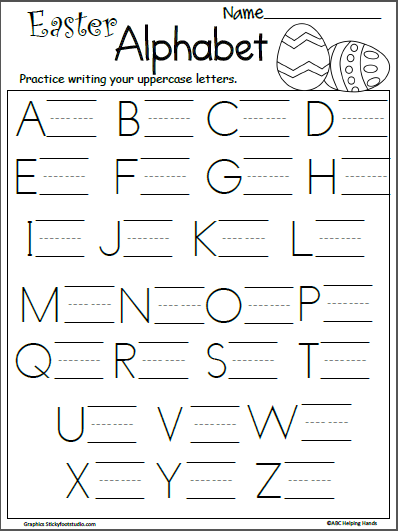 Easter
Name
Alphabet
Practice writing your uppercase letters.
A B C D
E F G H
I J K L
M N O P
Q R S T
U V W
X Y Z
Graphics Stickyfootstudio.com ©ABC Helping Hands